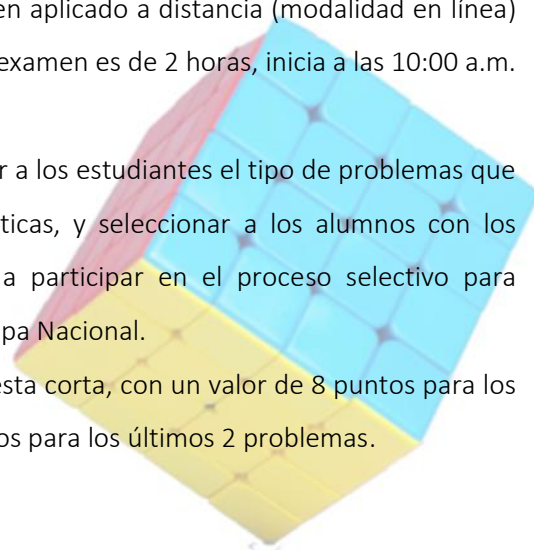 en aplicado a distancia (modalidad en línea)
examen es de 2 horas, inicia a las 10:00 a.m.
r a los estudiantes el tipo de problemas que
ticas, y seleccionar a los alumnos con los
a participar en el proceso selectivo para
pa Nacional.
esta corta, con un valor de 8 puntos para los
os para los últimos 2 problemas.